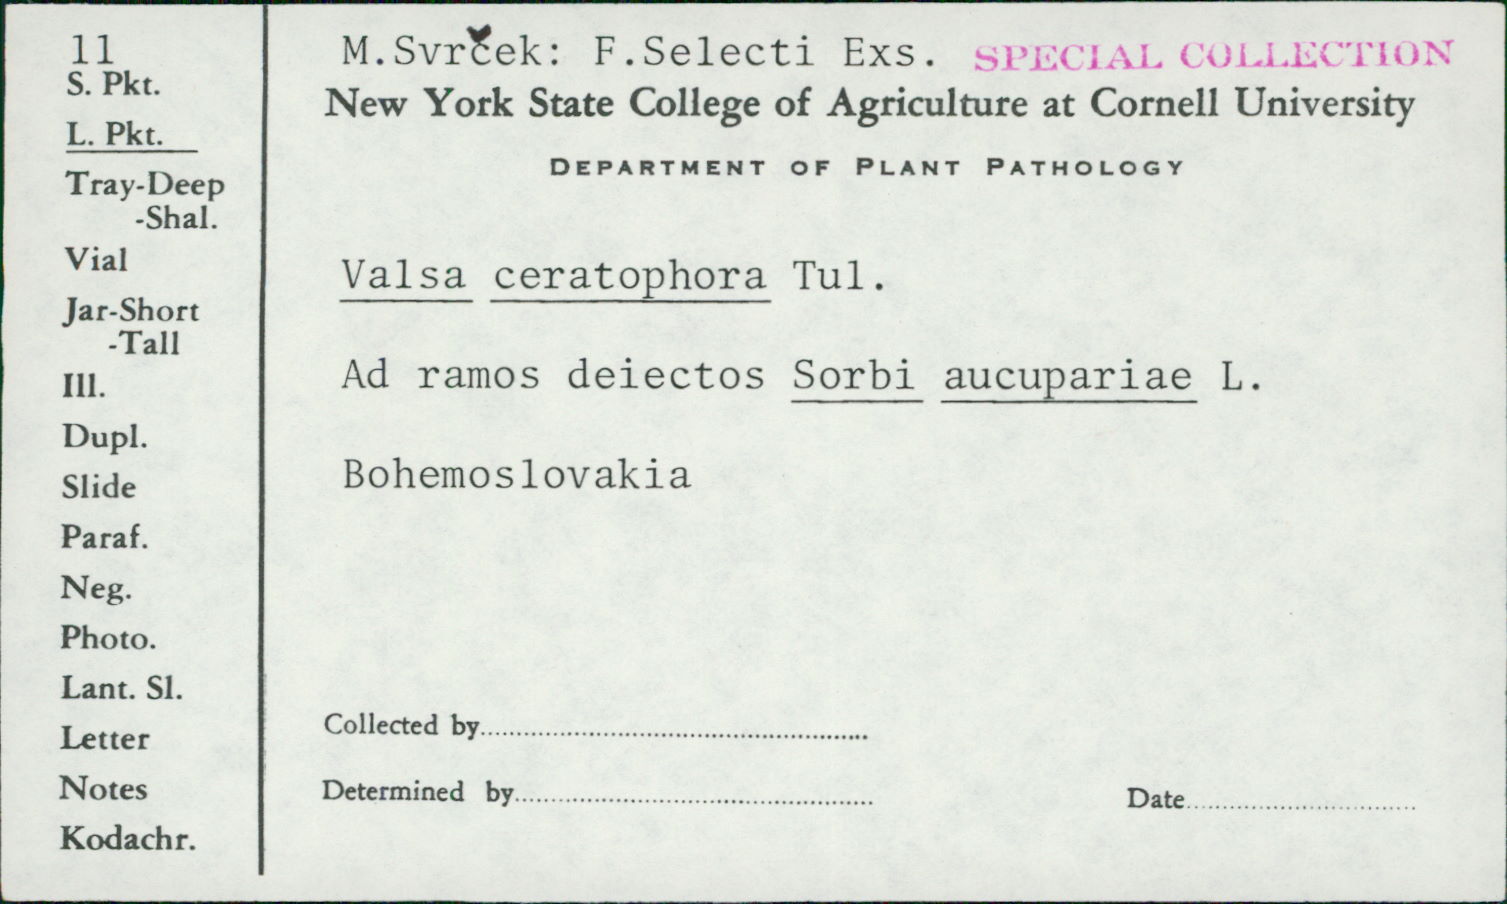 11
S. Pkt.
L. Pkt.
Tray-Deep
-Shal.
Vial
Jar-Short
-Tall
Ill.
Dupl.
Slide
Paraf.
Neg.
Photo.
Lant. Sl.
Letter
Notes
Kodachr.
M.Svrček: F.Selecti Exs. SPECIAL COLLECTION
New York State College of Agriculture at Cornell University
DEPARTMENT OF PLANT PATHOLOGY
Valsa ceratophora Tul.
Ad ramos deiectos Sorbi aucupariae L.
Bohemoslovakia
Collected by
Determined by
Date